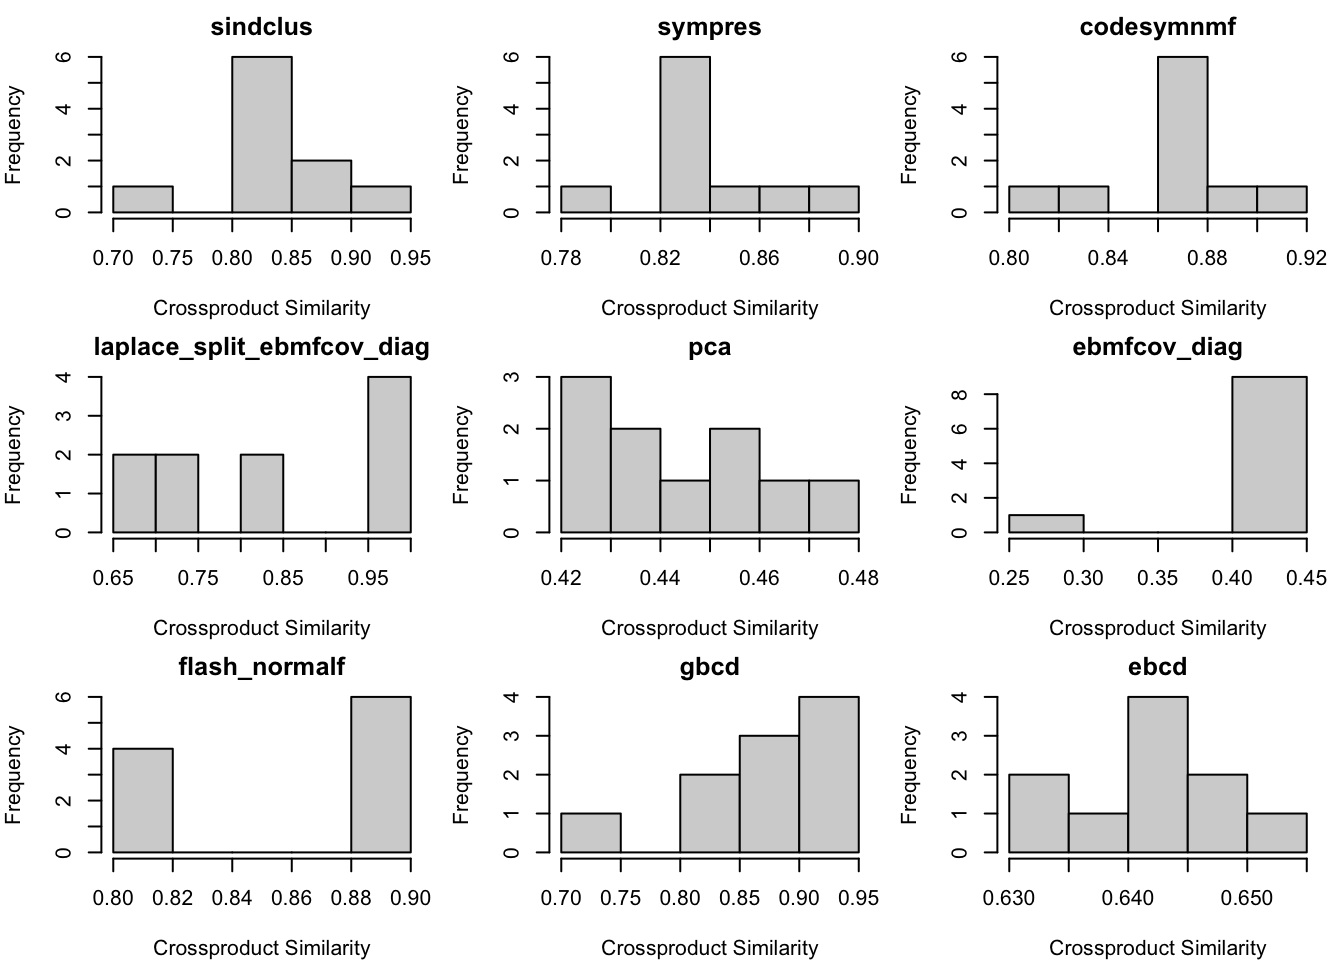 sindclus
Frequency
0 2 4 6
0.70 0.75 0.80 0.85 0.90 0.95
Crossproduct Similarity
sympres
Frequency
0 2 4 6
0.78 0.82 0.86 0.90
Crossproduct Similarity
codesymnmf
Frequency
0 2 4 6
0.80 0.84 0.88 0.92
Crossproduct Similarity
laplace_split_ebmfcov_diag
Frequency
0 1 2 3 4
0.65 0.75 0.85 0.95
Crossproduct Similarity
pca
Frequency
0 1 2 3
0.42 0.44 0.46 0.48
Crossproduct Similarity
ebmfcov_diag
Frequency
0 2 4 6 8
0.25 0.30 0.35 0.40 0.45
Crossproduct Similarity
flash_normalf
Frequency
0 2 4 6
0.80 0.82 0.84 0.86 0.88 0.90
Crossproduct Similarity
gbcd
Frequency
0 1 2 3 4
0.70 0.75 0.80 0.85 0.90 0.95
Crossproduct Similarity
ebcd
Frequency
0 1 2 3 4
0.630 0.640 0.650
Crossproduct Similarity